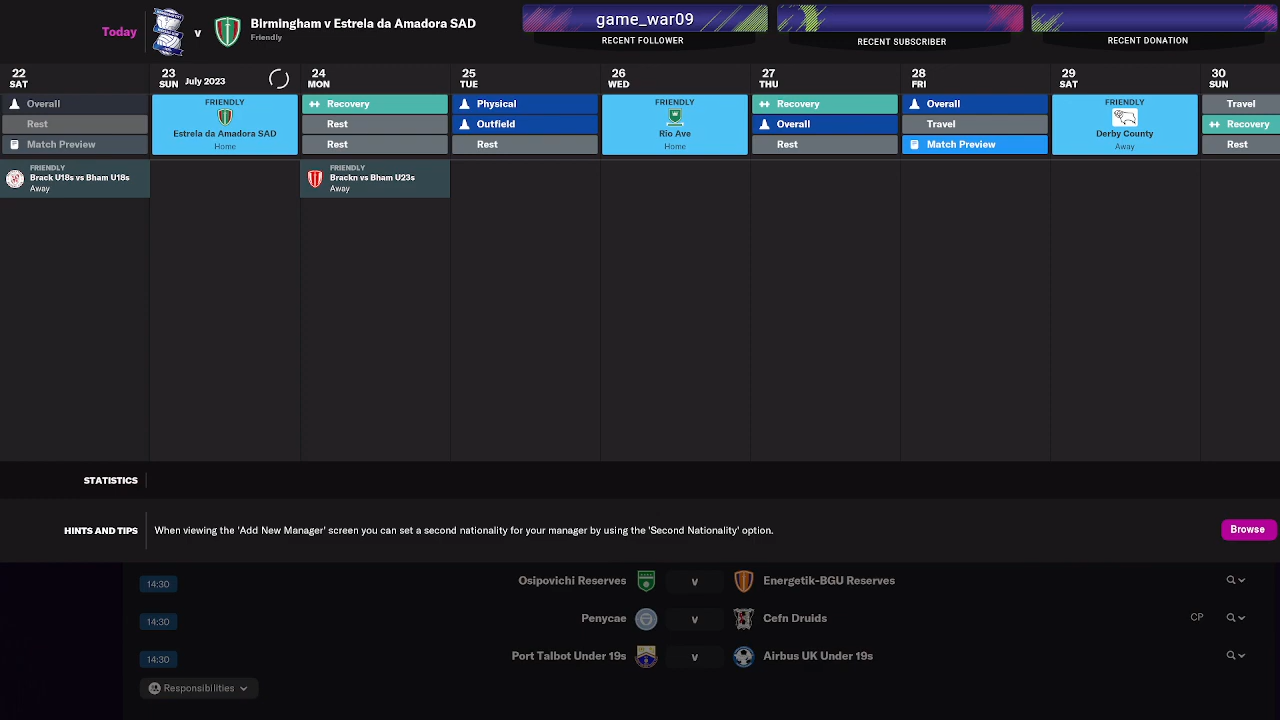 Today
v
Birmingham v Estrela da Amadora SAD
Friendly
game_war09
RECENT FOLLOWER
RECENT SUBSCRIBER
RECENT DONATION
22
SAT
23
SUN
July 2023
24
MON
25
TUE
26
WED
27
THU
28
FRI
29
SAT
30
SUN
Overall
Rest
Match Preview
FRIENDLY
Estrela da Amadora SAD
Home
Recovery
Rest
Rest
Physical
Outfield
Rest
FRIENDLY
Rio Ave
Home
Recovery
Overall
Rest
Overall
Travel
Match Preview
FRIENDLY
Derby County
Away
Travel
Recovery
Rest
FRIENDLY
Brack U18s vs Bham U18s
Away
FRIENDLY
Brackn vs Bham U23s
Away
STATISTICS
HINTS AND TIPS
When viewing the 'Add New Manager' screen you can set a second nationality for your manager by using the 'Second Nationality' option.
Browse
14:30 Osipovichi Reserves v Energetik-BGU Reserves
14:30 Penycae v Cefn Druids CP
14:30 Port Talbot Under 19s v Airbus UK Under 19s
Responsibilities